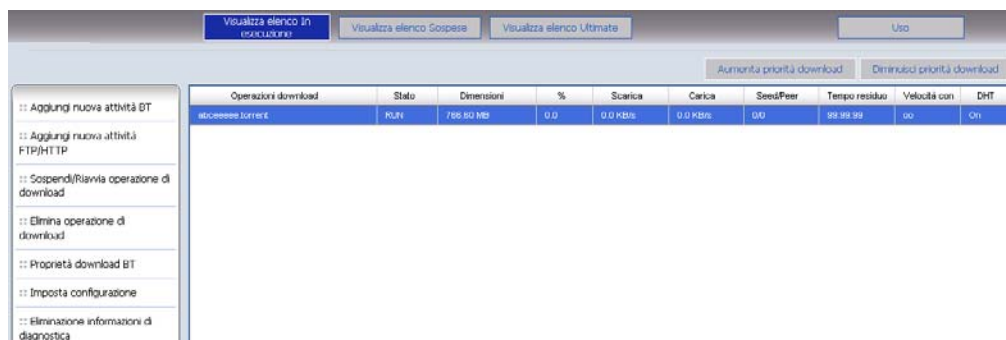 Visualizza elenco In
esecuzione
Visualizza elenco Sospese
Visualizza elenco Ultimate
Uso
Aumenta priorità download
Diminuisci priorità download
:: Aggiungi nuova attività BT
:: Aggiungi nuova attività
FTP/HTTP
:: Sospendi/Riavvia operazione di
download
:: Elimina operazione di
download
:: Proprietà download BT
:: Imposta configurazione
:: Eliminazione informazioni di
diagnostica
Operazioni download Stato Dimensioni % Scarica Carica Seed/Peer Tempo residuo Velocità con DHT
abceeeee.torrent RUN 766.60 MB 0.0 0.0 KB/s 0.0 KB/s 0/0 99:99:99 oo On